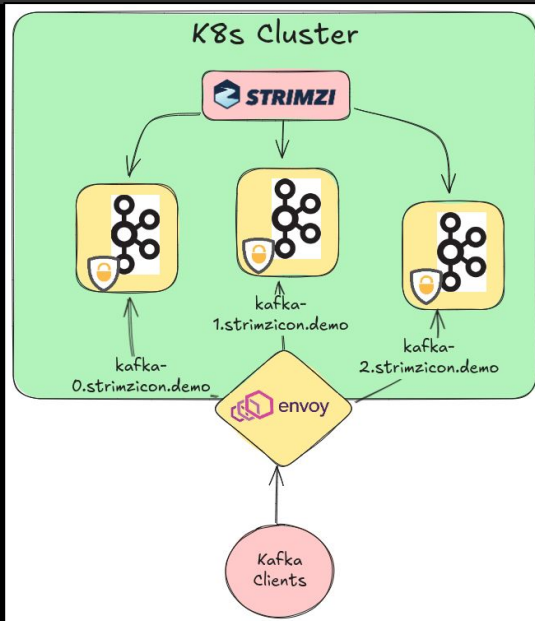 K8s Cluster
STRIMZI
kafka-
1.strimzicon.demo
kafka-
0.strimzicon.demo
kafka-
2.strimzicon.demo
envoy
Kafka
Clients